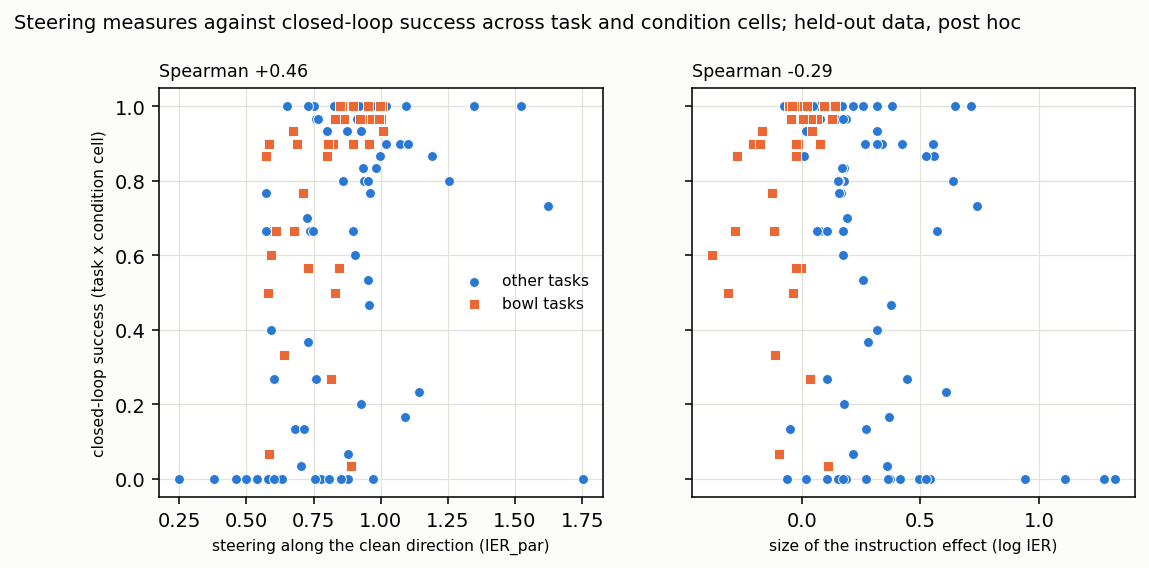 Steering measures against closed-loop success across task and condition cells; held-out data, post hoc
Spearman +0.46
Spearman -0.29
closed-loop success (task x condition cell)
1.0
0.8
0.6
0.4
0.2
0.0
other tasks
bowl tasks
0.25 0.50 0.75 1.00 1.25 1.50 1.75
0.0 0.5 1.0
steering along the clean direction (IER_par)
size of the instruction effect (log IER)